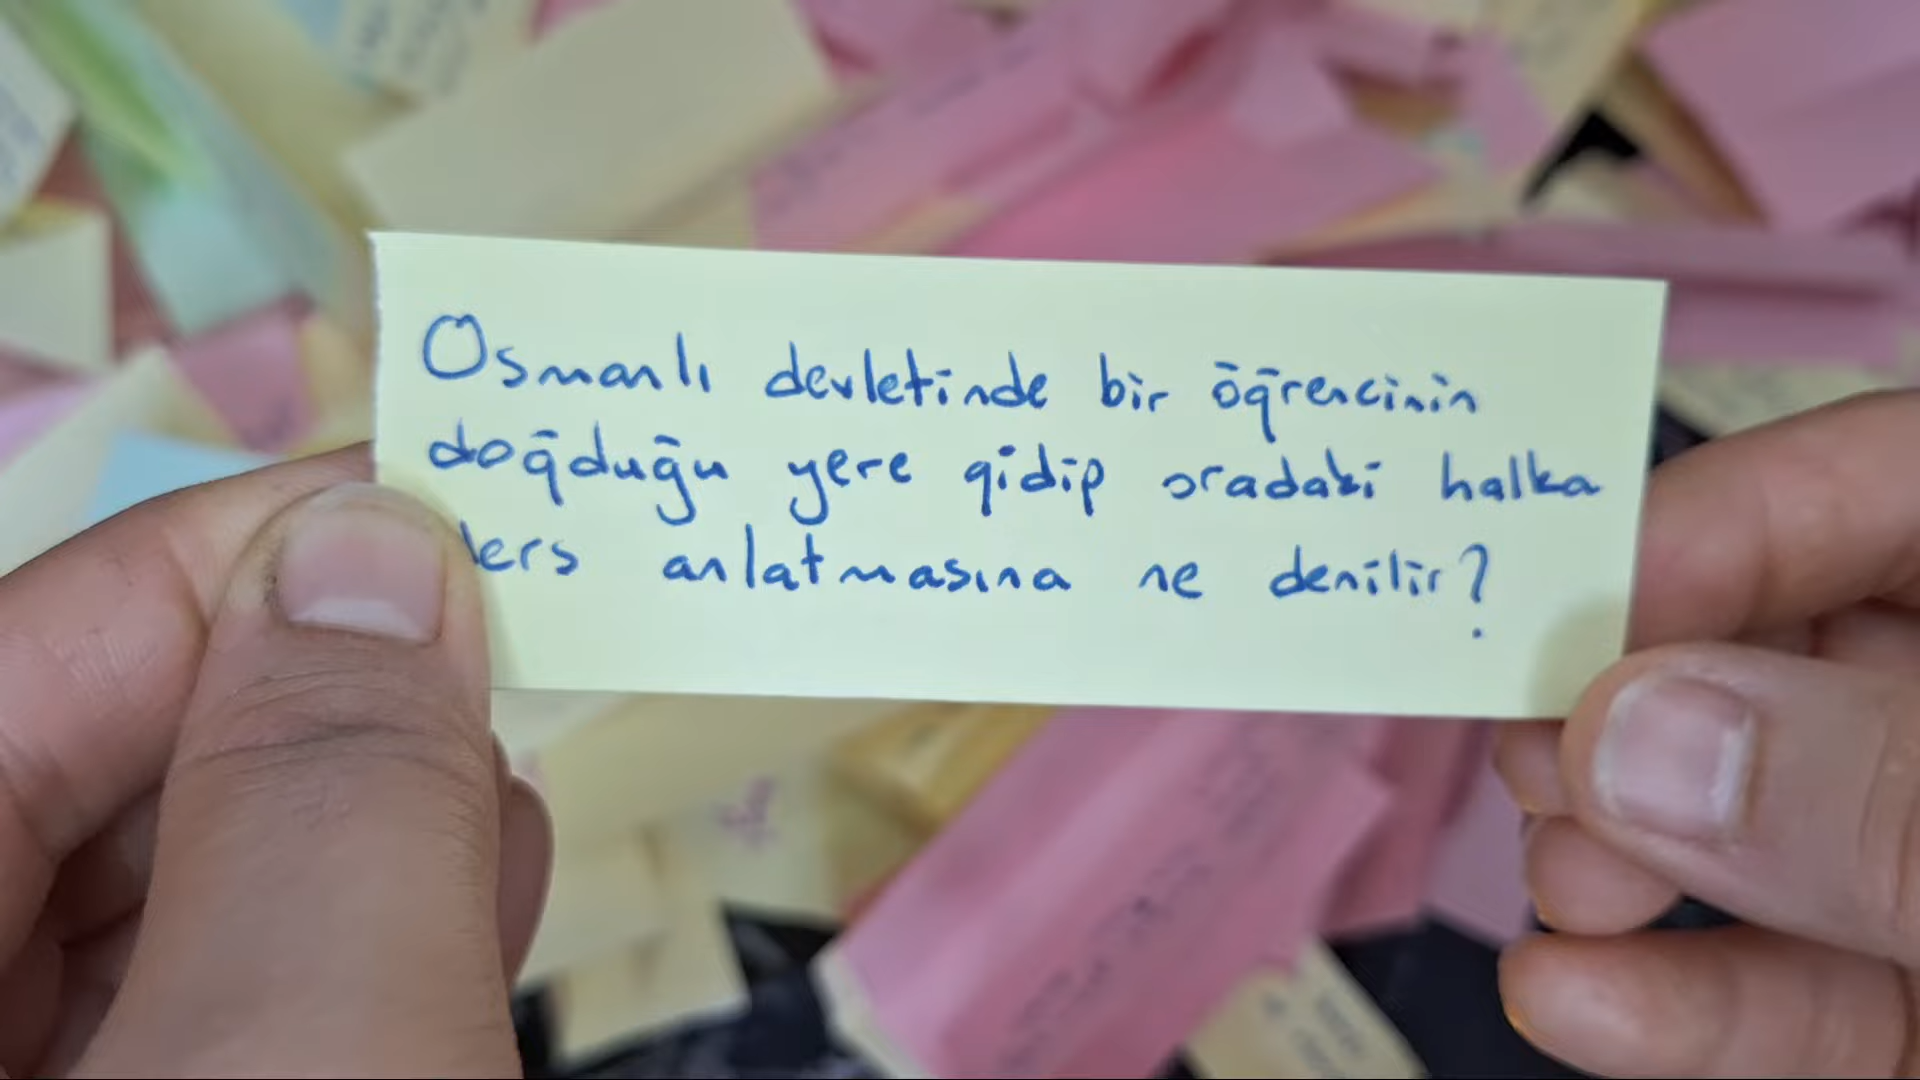 Osmanlı devletinde bir öğrencinin
doğduğu yere gidip oradaki halka
ders anlatmasına ne denilir?